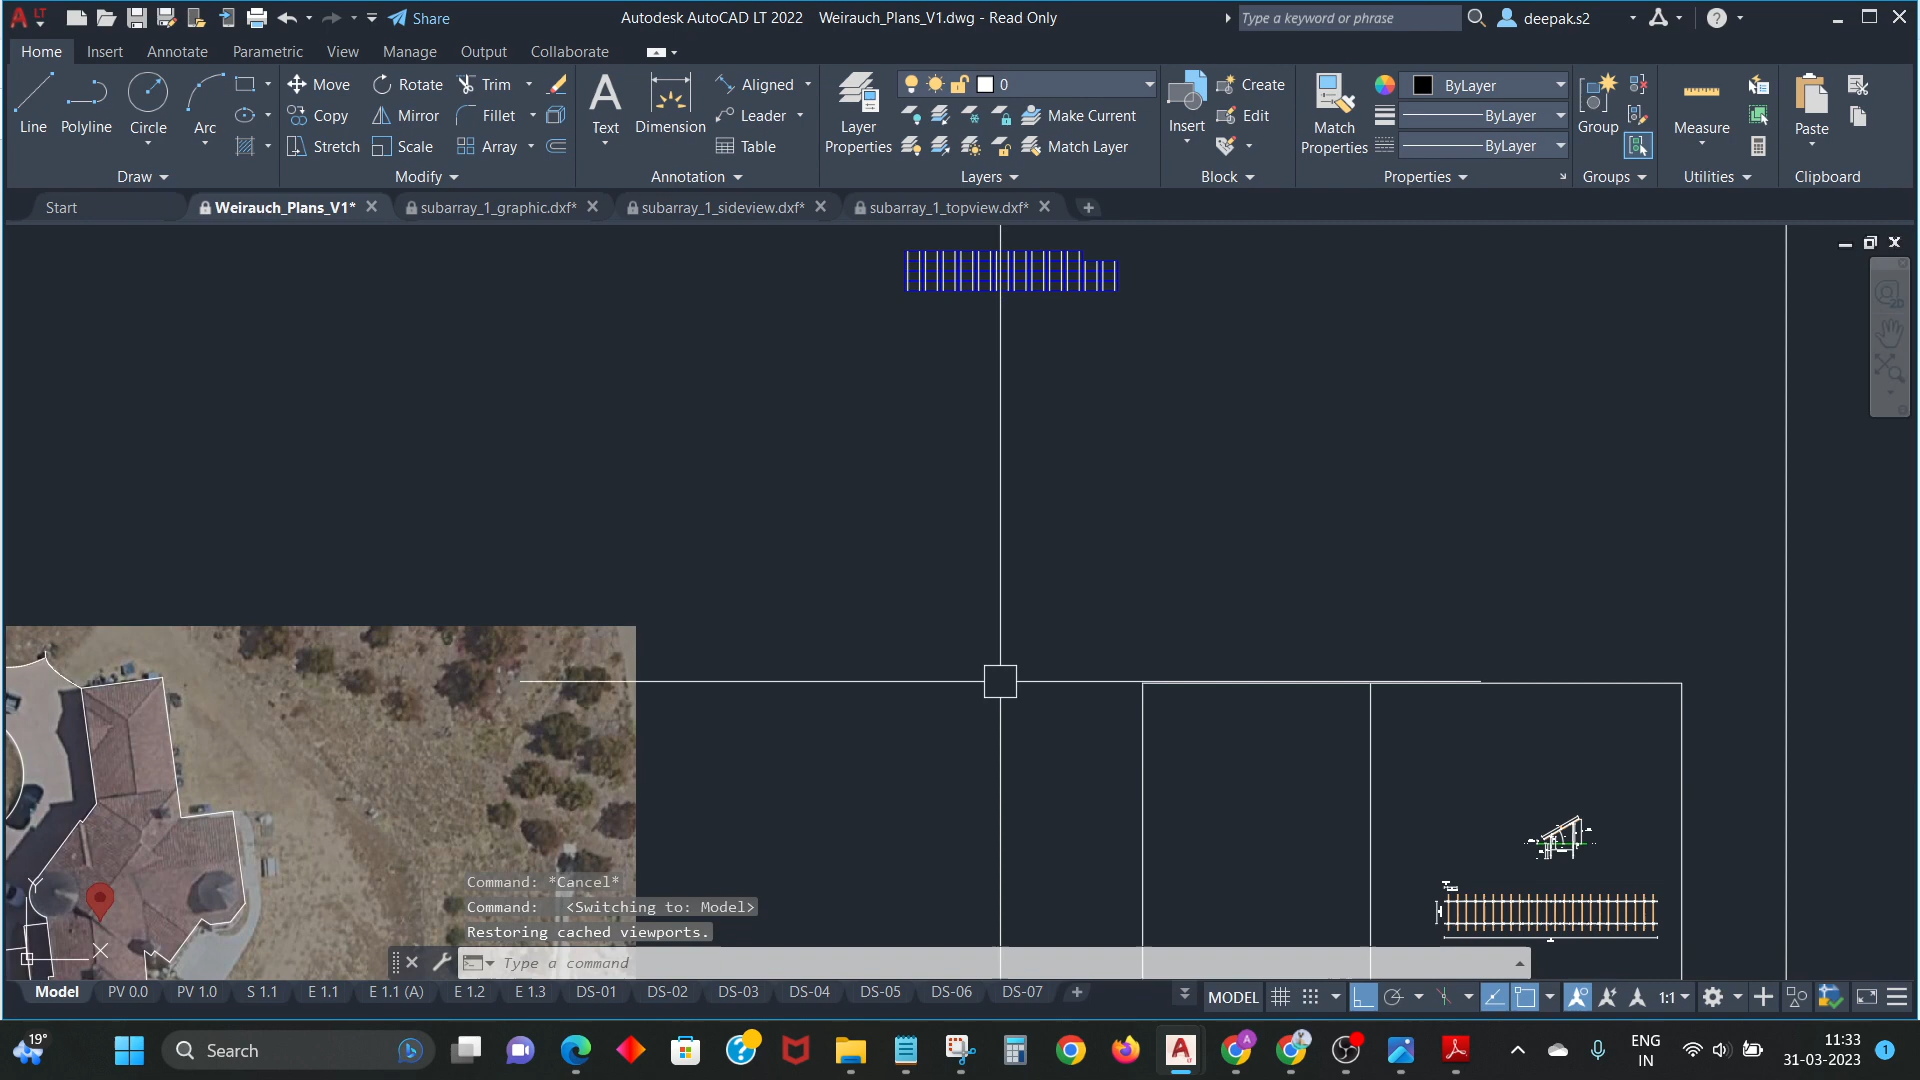 Share
Autodesk AutoCAD LT 2022 Weirauch_Plans_V1.dwg - Read Only
Type a keyword or phrase
deepak.s2
Home Insert Annotate Parametric View Manage Output Collaborate
Line
Polyline
Circle
Arc
Draw
Move Rotate Trim
Copy Mirror Fillet
Stretch Scale Array
Modify
Text
Dimension
Aligned
Leader
Table
Annotation
Layer
Properties
0
Make Current
Match Layer
Layers
Insert
Create
Edit
Block
Match
Properties
ByLayer
ByLayer
ByLayer
Properties
Group
Groups
Measure
Utilities
Paste
Clipboard
Start Weirauch_Plans_V1* subarray_1_graphic.dxf* subarray_1_sideview.dxf* subarray_1_topview.dxf*
2D
Command: *Cancel*
Command: <Switching to: Model>
Restoring cached viewports.
Type a command
Model PV 0.0 PV 1.0 S 1.1 E 1.1 E 1.1 (A) E 1.2 E 1.3 DS-01 DS-02 DS-03 DS-04 DS-05 DS-06 DS-07
MODEL
1:1
19°
Search
ENG
IN
11:33
31-03-2023
1